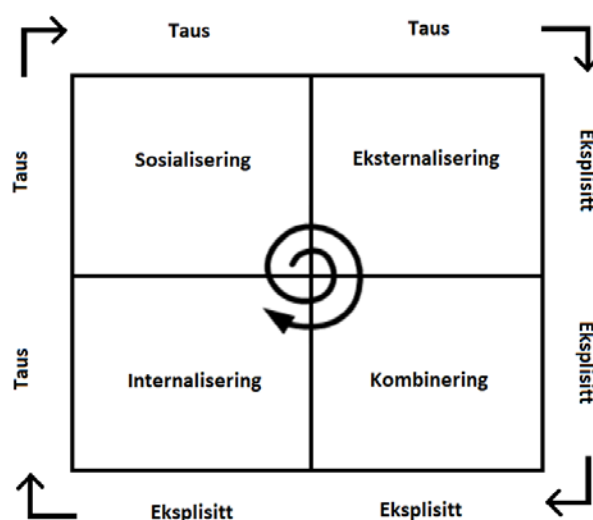 Taus
Taus
Taus
Sosialisering
Eksternalisering
Eksplisitt
Taus
Internalisering
Kombinering
Eksplisitt
Eksplisitt
Eksplisitt